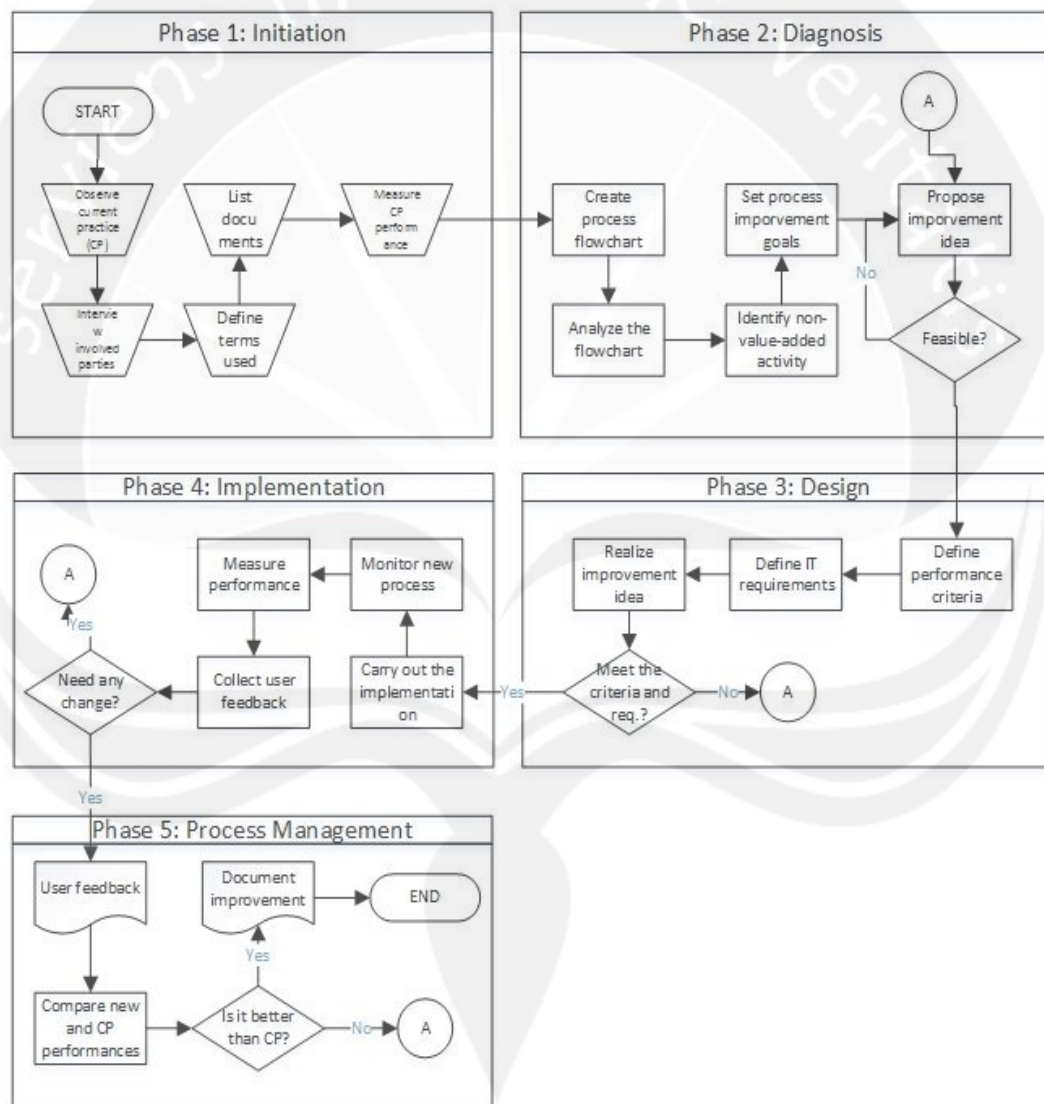 Phase 1: Initiation
START
Observe
current
practice
(CP)
Intervie
w
involved
parties
Define
terms
used
List
docu
ments
Measure
CP
perform
ance
Phase 2: Diagnosis
Create
process
flowchart
Analyze the
flowchart
Identify non-
value-added
activity
Set process
imporvement
goals
A
Propose
imporvement
idea
Feasible?
No
Phase 3: Design
Define
performance
criteria
Define IT
requirements
Realize
improvement
idea
Meet the
criteria and
req.?
No
A
Yes
Phase 4: Implementation
Carry out the
implementati
on
Monitor new
process
Measure
performance
Collect user
feedback
Need any
change?
Yes
A
Yes
Phase 5: Process Management
User feedback
Compare new
and CP
performances
Is it better
than CP?
No
A
Yes
Document
improvement
END
serviens
veritati